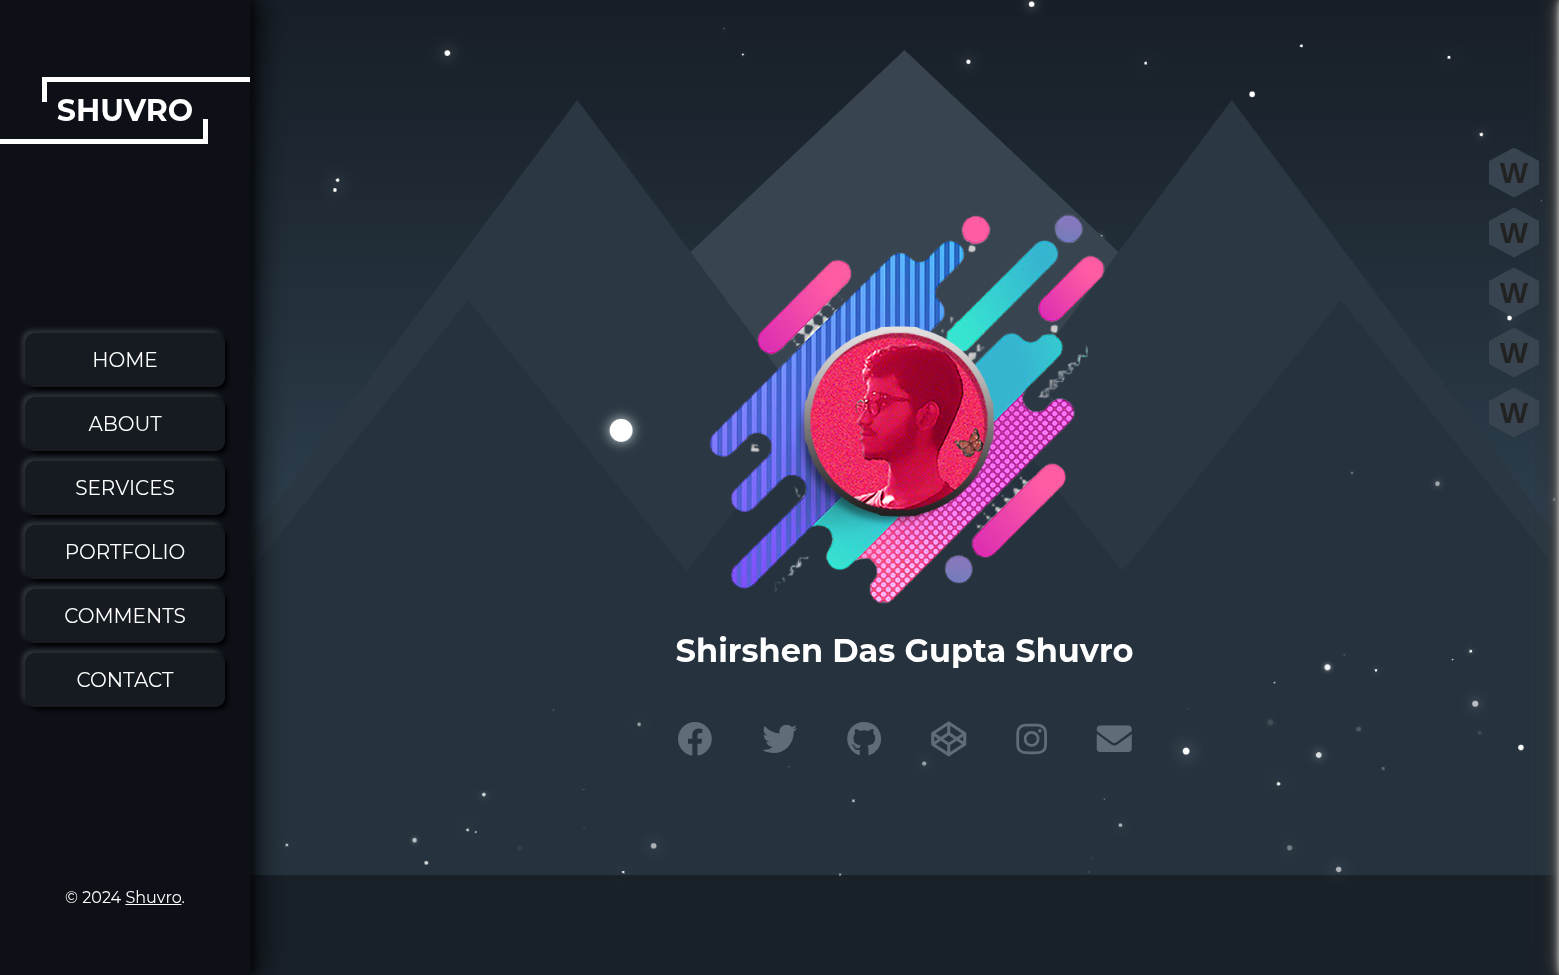 SHUVRO
HOME
ABOUT
SERVICES
PORTFOLIO
COMMENTS
CONTACT
© 2024 Shuvro.
Shirshen Das Gupta Shuvro
W
W
W
W
W